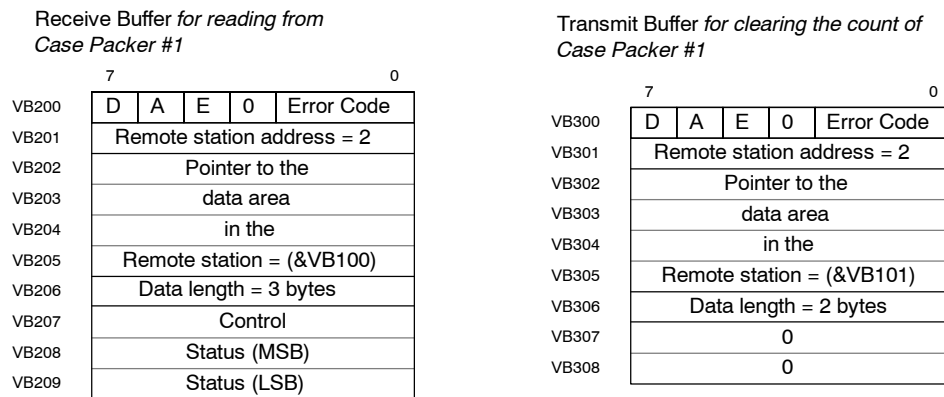 Receive Buffer for reading from
Case Packer #1
7 0
VB200 D A E 0 Error Code
VB201 Remote station address = 2
VB202 Pointer to the
VB203 data area
VB204 in the
VB205 Remote station = (&VB100)
VB206 Data length = 3 bytes
VB207 Control
VB208 Status (MSB)
VB209 Status (LSB)
Transmit Buffer for clearing the count of
Case Packer #1
7 0
VB300 D A E 0 Error Code
VB301 Remote station address = 2
VB302 Pointer to the
VB303 data area
VB304 in the
VB305 Remote station = (&VB101)
VB306 Data length = 2 bytes
VB307 0
VB308 0